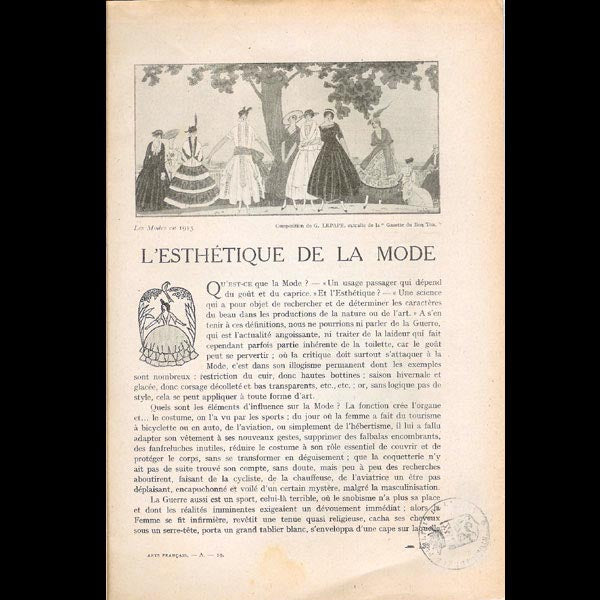 Les Modes en 1915
Composition de G. LEPAPE, extraite de la " Gazette du Bon Ton. "
L'ESTHÉTIQUE DE LA MODE
QU'EST-CE que la Mode ? — « Un usage passager qui dépend
du goût et du caprice. » Et l'Esthétique ? — « Une science
qui a pour objet de rechercher et de déterminer les caractères
du beau dans les productions de la nature ou de l'art. » A s'en
tenir à ces définitions, nous ne pourrions ni parler de la Guerre,
qui est l'actualité angoissante, ni traiter de la laideur qui fait
cependant parfois partie inhérente de la toilette, car le goût
peut se pervertir ; où la critique doit surtout s'attaquer à la
Mode, c'est dans son illogisme permanent dont les exemples
sont nombreux : restriction du cuir, donc hautes bottines ; saison hivernale et
glacée, donc corsage décolleté et bas transparents, etc., etc. ; or, sans logique pas de
style, cela se peut appliquer à toute forme d'art.
Quels sont les éléments d'influence sur la Mode ? La fonction crée l'organe
et... le costume, on l'a vu par les sports ; du jour où la femme a fait du tourisme
à bicyclette ou en auto, de l'aviation, ou simplement de l'hébertisme, il lui a fallu
adapter son vêtement à ses nouveaux gestes, supprimer des falbalas encombrants,
des fanfreluches inutiles, réduire le costume à son rôle essentiel de couvrir et de
protéger le corps, sans se transformer en déguisement ; que la coquetterie n'y
ait pas de suite trouvé son compte, sans doute, mais peu à peu des recherches
aboutirent, faisant de la cycliste, de la chauffeuse, de l'aviatrice un être pas
déplaisant, encapuchonné et voilé d'un certain mystère, malgré la masculinisation.
La Guerre aussi est un sport, celui-là terrible, où le snobisme n'a plus sa place
et dont les réalités imminentes exigeaient un dévouement immédiat ; alors la
Femme se fit infirmière, revêtit une tenue quasi religieuse, cacha ses cheveux
sous un serre-tête, porta un grand tablier blanc, s'enveloppa d'une cape sur laquelle
ARTS FRANÇAIS. — A. — 19.